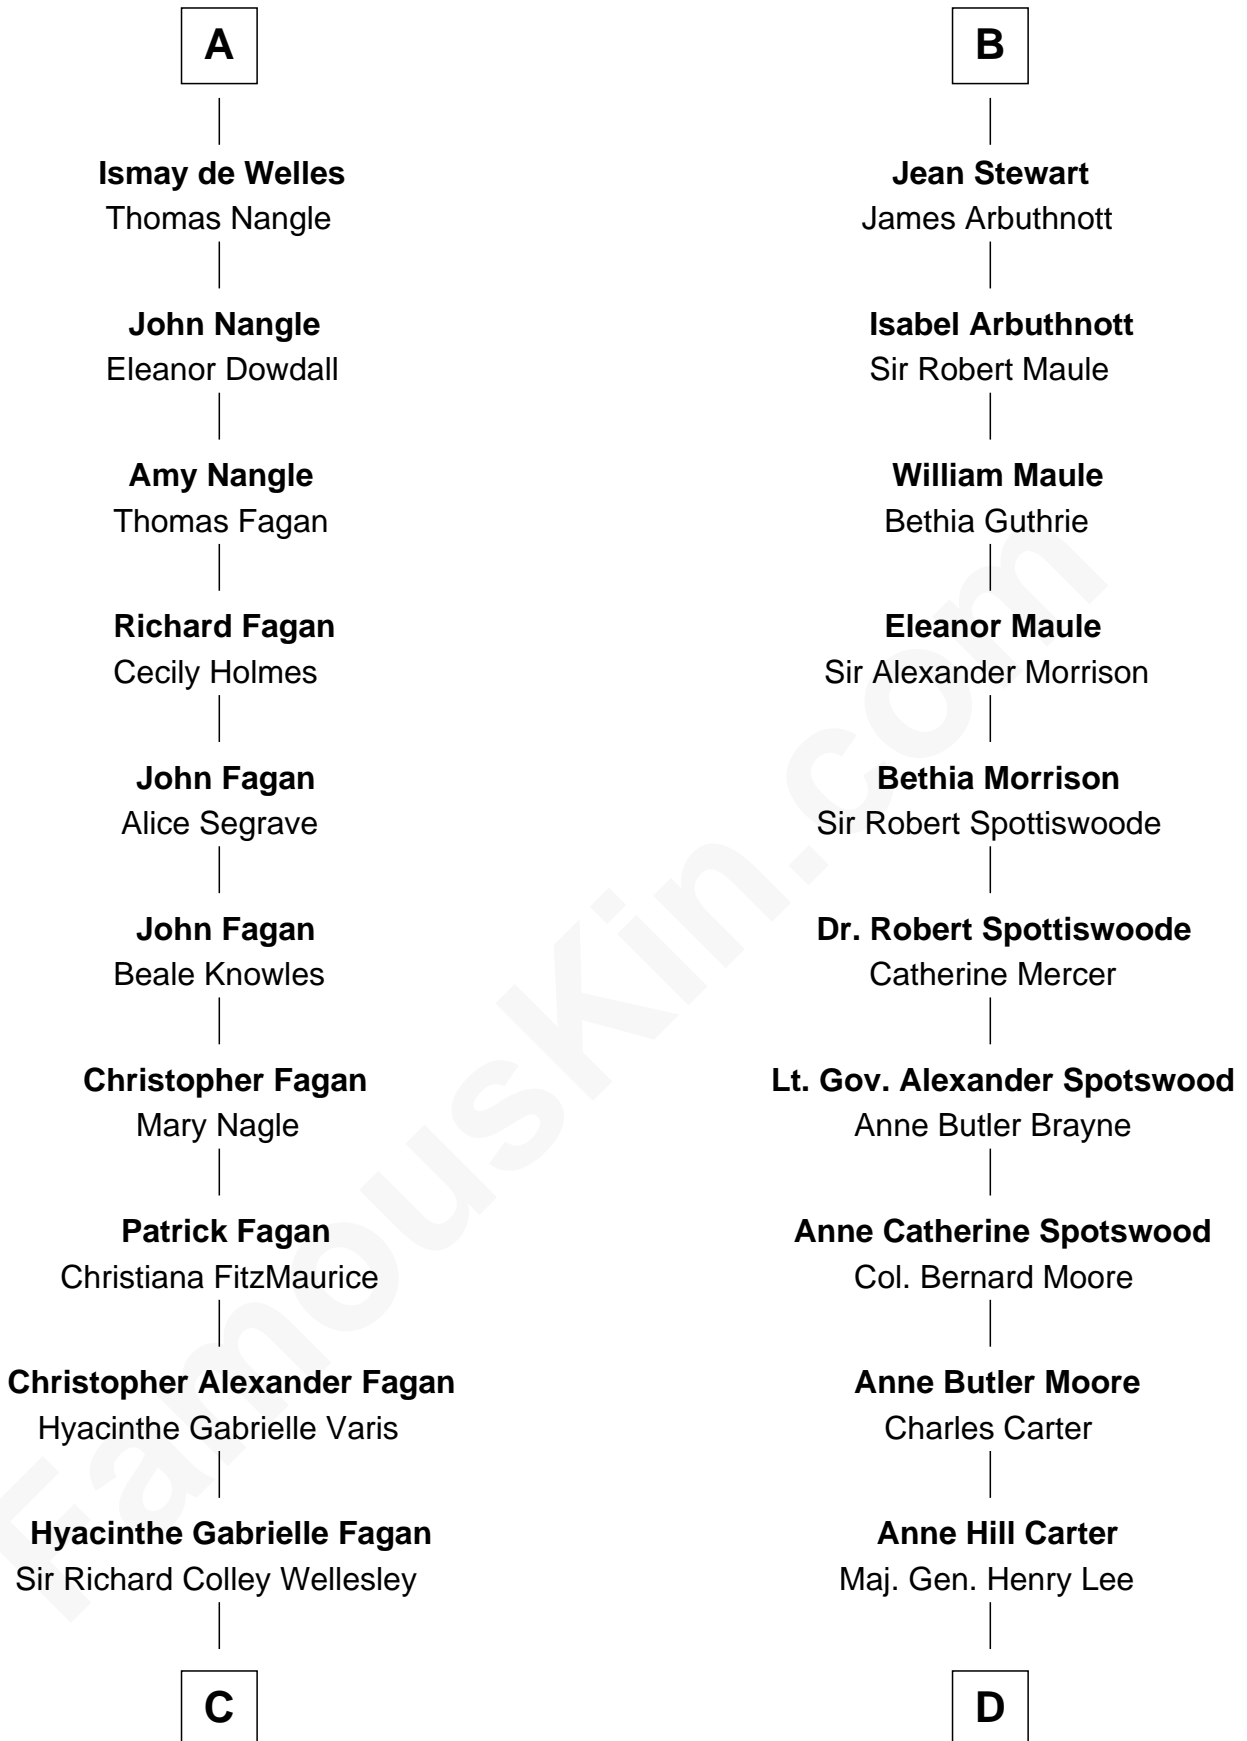 A
Ismay de Welles
Thomas Nangle
John Nangle
Eleanor Dowdall
Amy Nangle
Thomas Fagan
Richard Fagan
Cecily Holmes
John Fagan
Alice Segrave
John Fagan
Beale Knowles
Christopher Fagan
Mary Nagle
Patrick Fagan
Christiana FitzMaurice
Christopher Alexander Fagan
Hyacinthe Gabrielle Varis
Hyacinthe Gabrielle Fagan
Sir Richard Colley Wellesley
C
B
Jean Stewart
James Arbuthnott
Isabel Arbuthnott
Sir Robert Maule
William Maule
Bethia Guthrie
Eleanor Maule
Sir Alexander Morrison
Bethia Morrison
Sir Robert Spottiswoode
Dr. Robert Spottiswoode
Catherine Mercer
Lt. Gov. Alexander Spotswood
Anne Butler Brayne
Anne Catherine Spotswood
Col. Bernard Moore
Anne Butler Moore
Charles Carter
Anne Hill Carter
Maj. Gen. Henry Lee
D
FamousKin.com